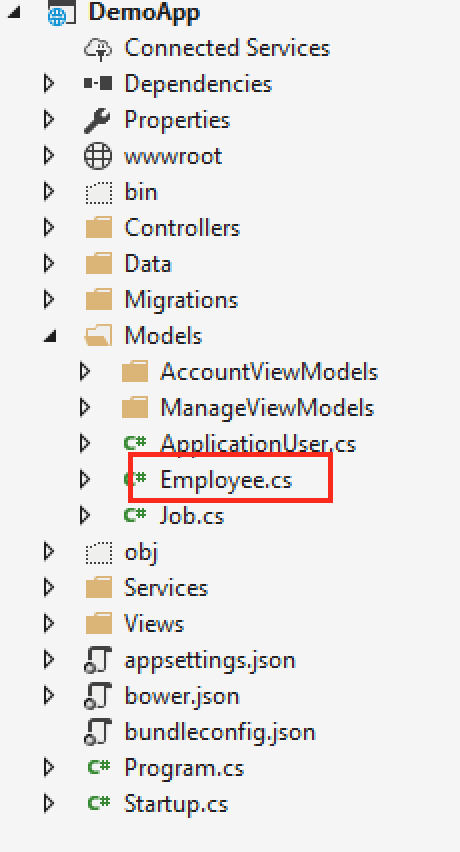 DemoApp
Connected Services
Dependencies
Properties
wwwroot
bin
Controllers
Data
Migrations
Models
AccountViewModels
ManageViewModels
C# ApplicationUser.cs
C# Employee.cs
C# Job.cs
obj
Services
Views
appsettings.json
bower.json
bundleconfig.json
C# Program.cs
C# Startup.cs